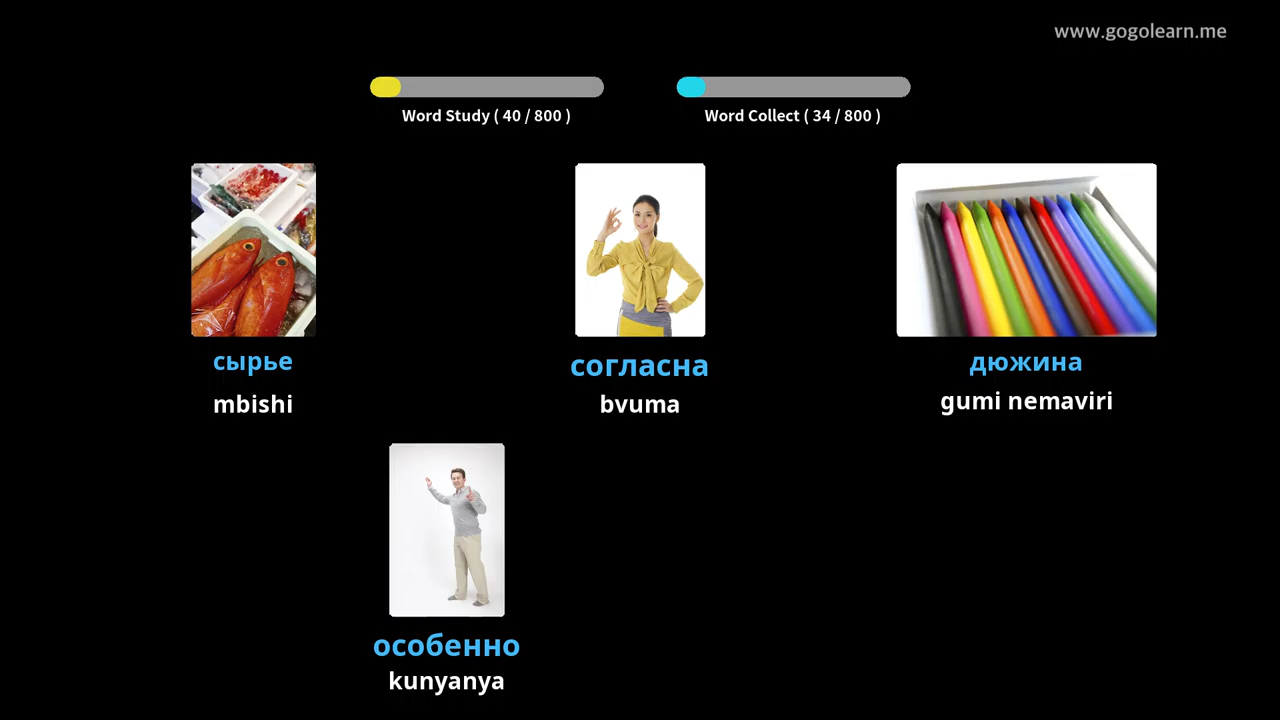 www.gogolearn.me
Word Study ( 40 / 800 )
Word Collect ( 34 / 800 )
сырье
mbishi
согласна
bvuma
дюжина
gumi nemaviri
особенно
kunyanya